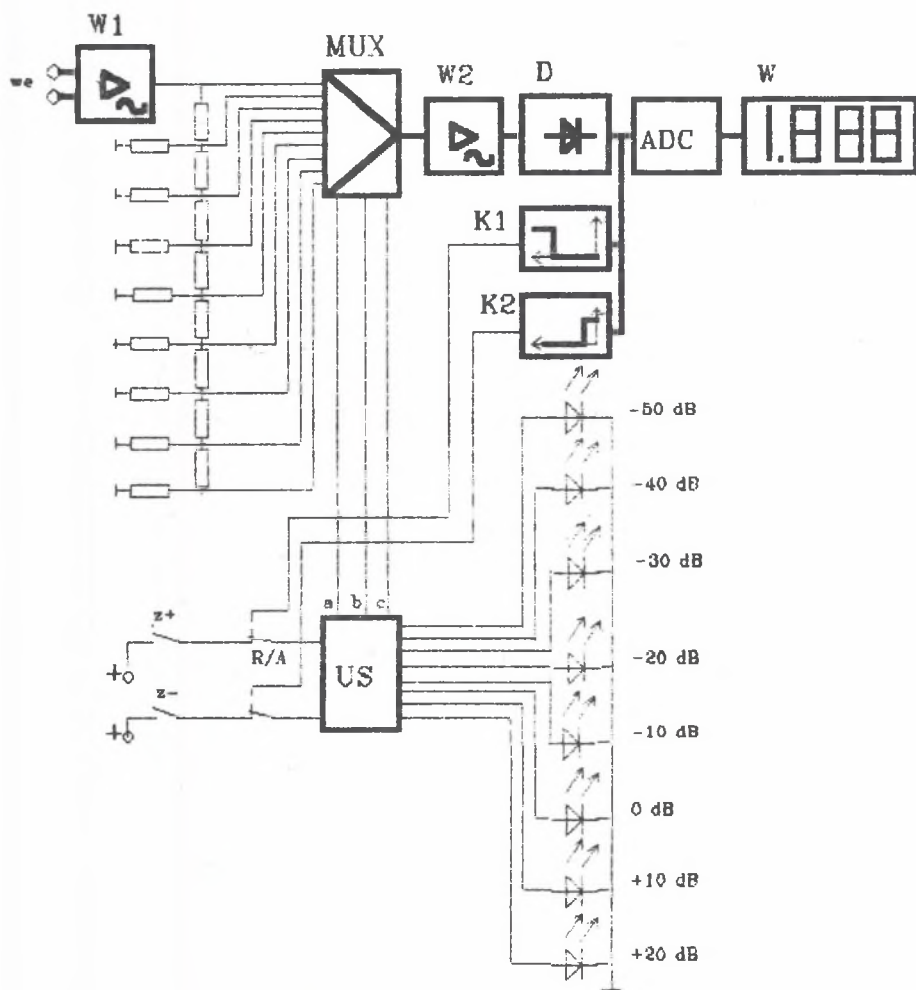 W1
we
MUX
W2
D
ADC
W
1.888
K1
K2
-50 dB
-40 dB
-30 dB
-20 dB
-10 dB
0 dB
+10 dB
+20 dB
a b c
z+
+
R/A
US
z-
+